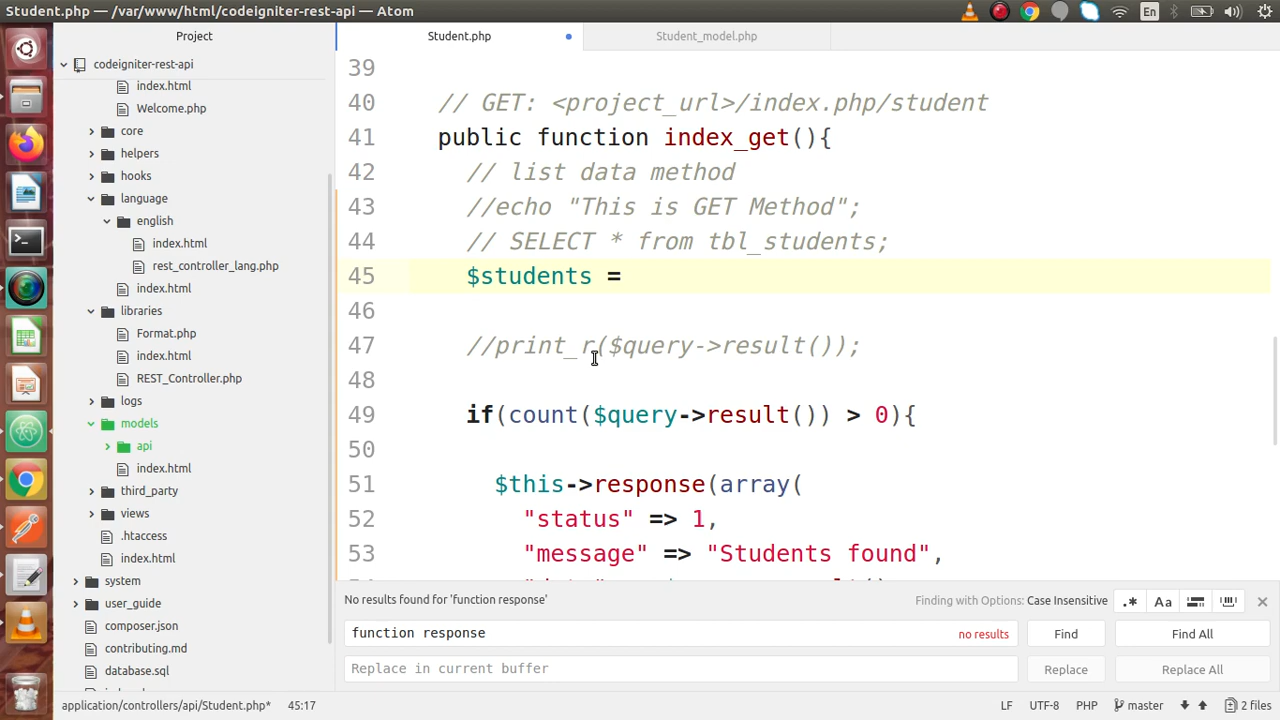 Student.php — /var/www/html/codeigniter-rest-api — Atom
En
Project
codeigniter-rest-api
index.html
Welcome.php
core
helpers
hooks
language
english
index.html
rest_controller_lang.php
index.html
libraries
Format.php
index.html
REST_Controller.php
logs
models
api
index.html
third_party
views
.htaccess
index.html
system
user_guide
composer.json
contributing.md
database.sql
Student.php
Student_model.php
39
40 // GET: <project_url>/index.php/student
41 public function index_get(){
42 // list data method
43 //echo "This is GET Method";
44 // SELECT * from tbl_students;
45 $students =
46
47 //print_r($query->result());
48
49 if(count($query->result()) > 0){
50
51 $this->response(array(
52 "status" => 1,
53 "message" => "Students found",
No results found for 'function response'
Finding with Options: Case Insensitive
.*
Aa
function response
no results
Find
Find All
Replace in current buffer
Replace
Replace All
application/controllers/api/Student.php*
45:17
LF
UTF-8
PHP
master
2 files